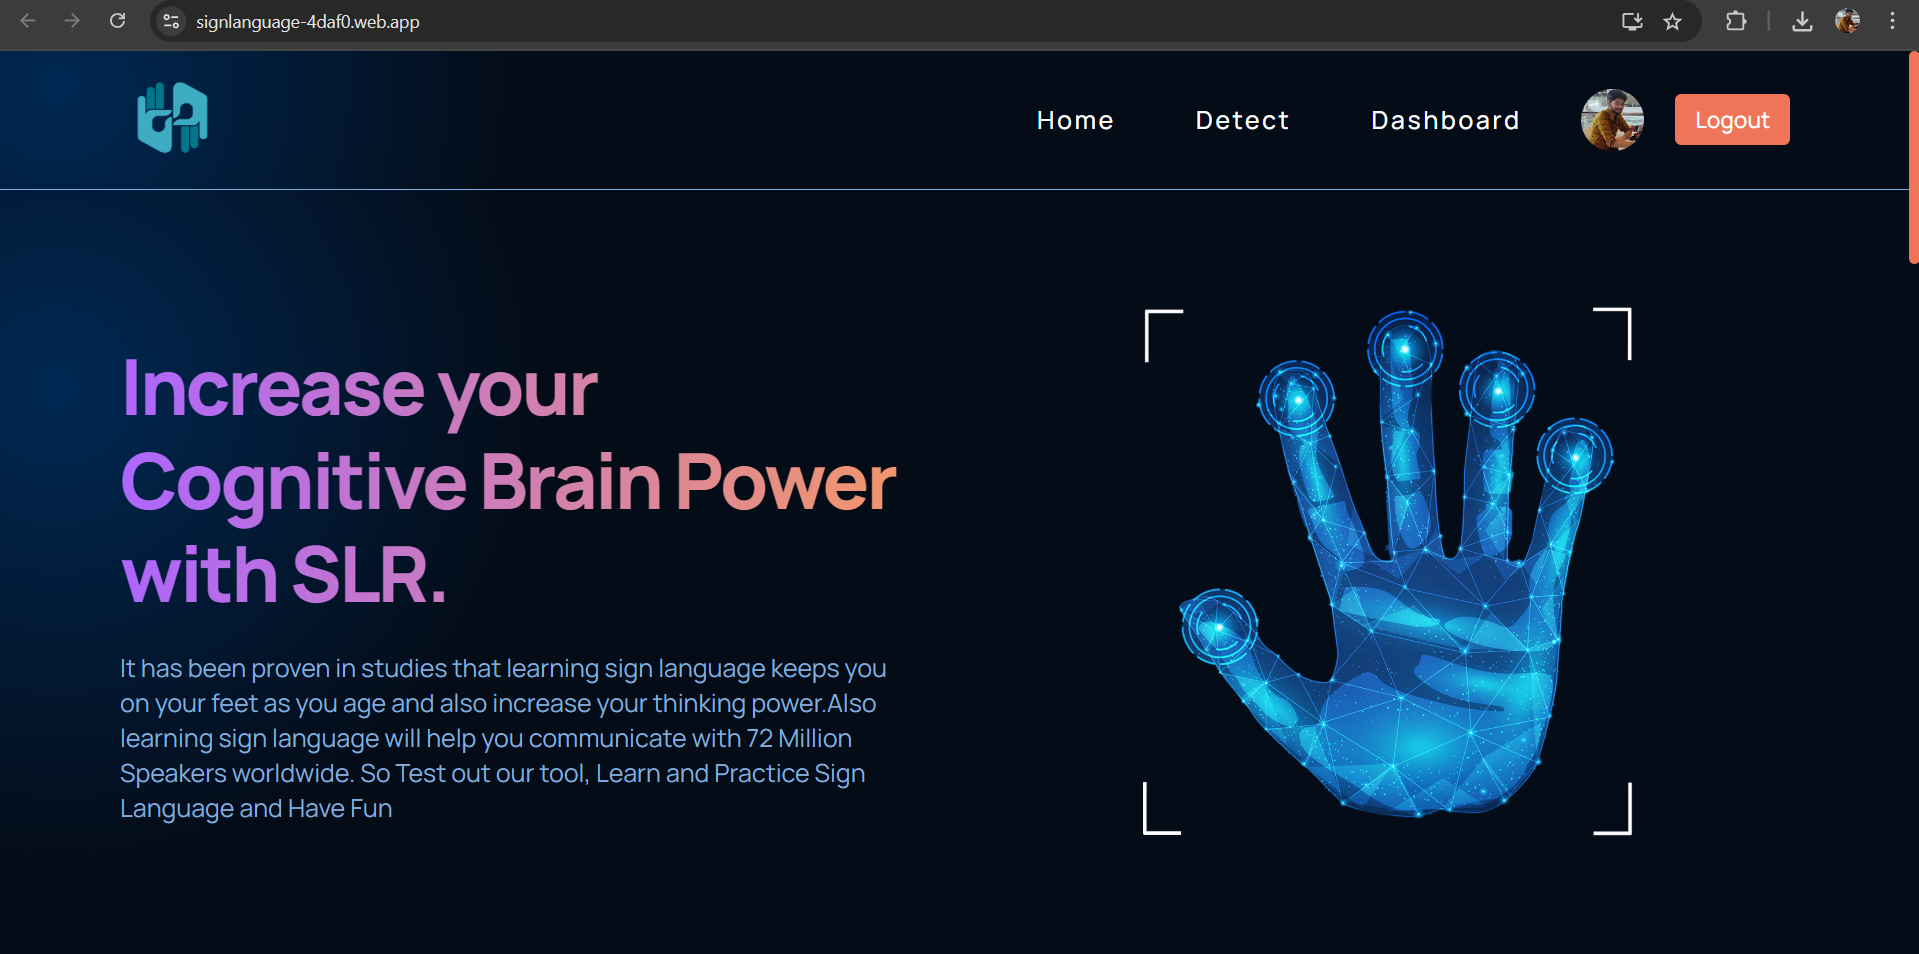 signlanguage-4daf0.web.app
Home Detect Dashboard Logout
Increase your
Cognitive Brain Power
with SLR.
It has been proven in studies that learning sign language keeps you
on your feet as you age and also increase your thinking power.Also
learning sign language will help you communicate with 72 Million
Speakers worldwide. So Test out our tool, Learn and Practice Sign
Language and Have Fun